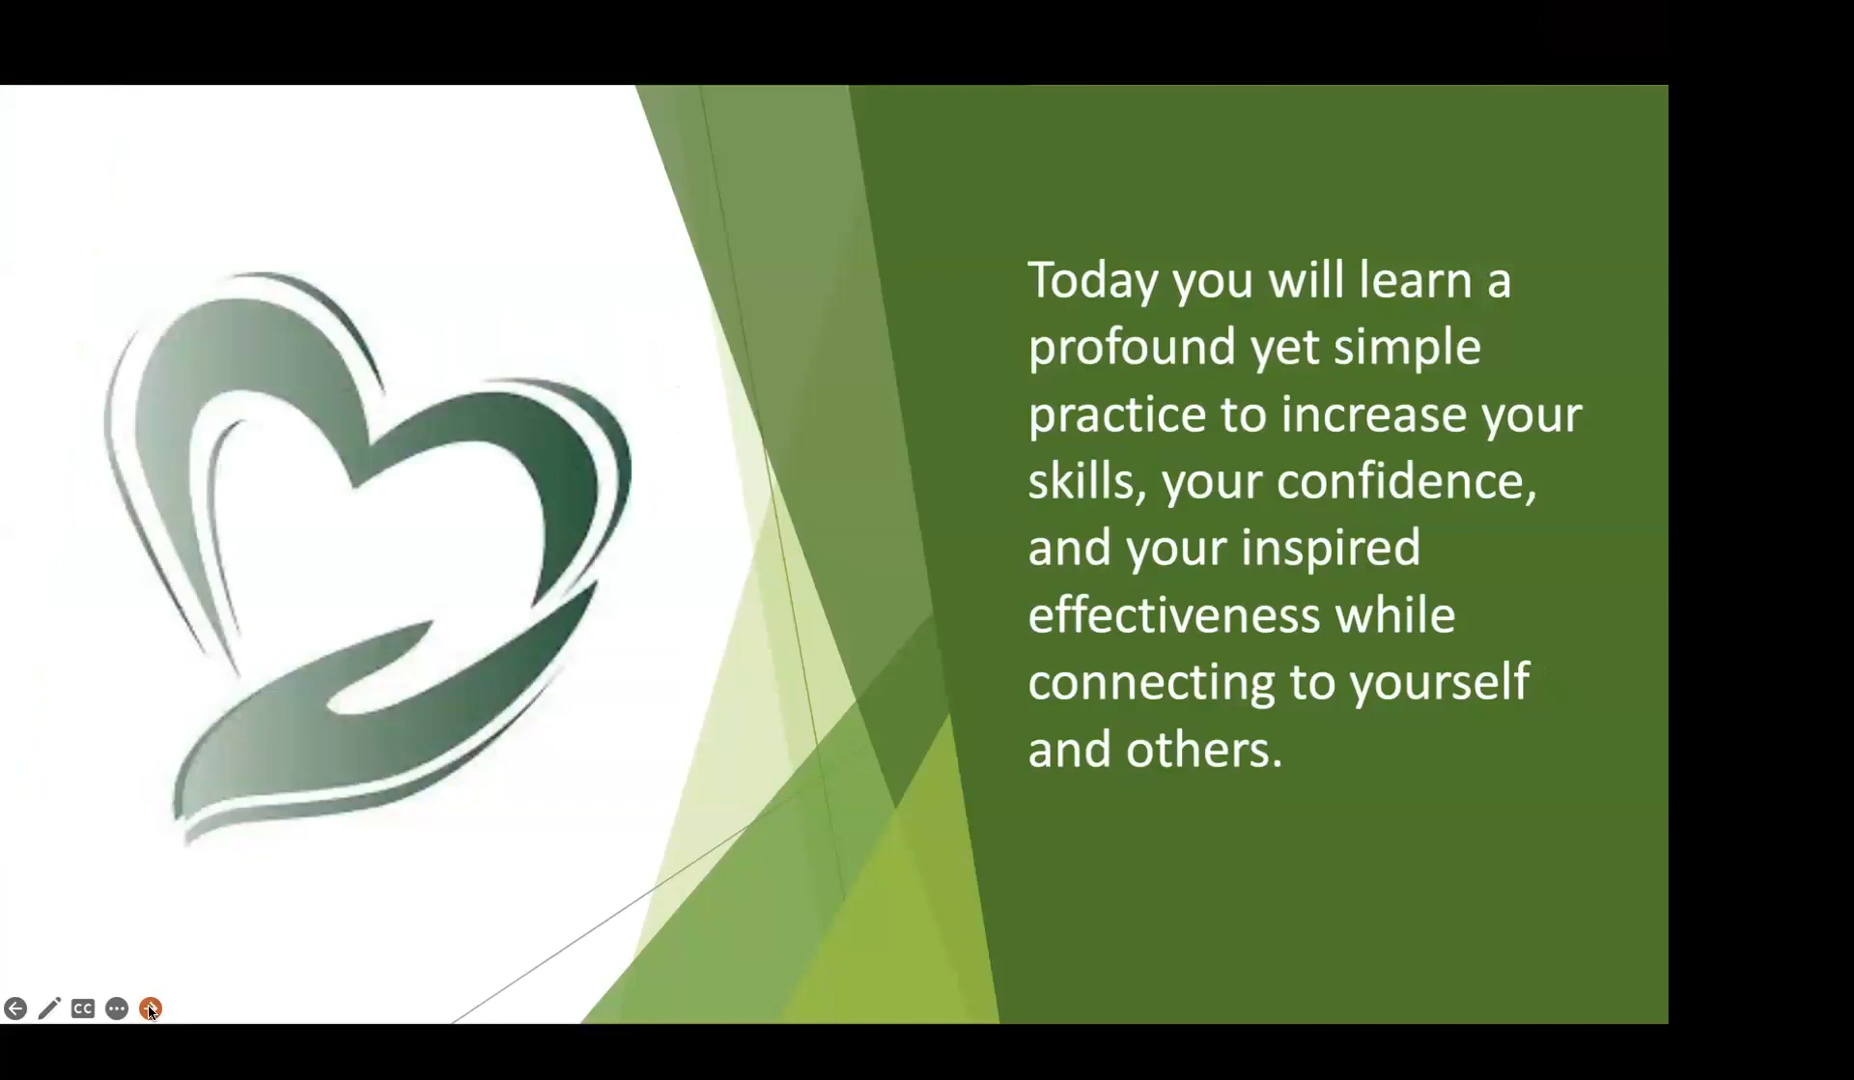 Today you will learn a
profound yet simple
practice to increase your
skills, your confidence,
and your inspired
effectiveness while
connecting to yourself
and others.
CC